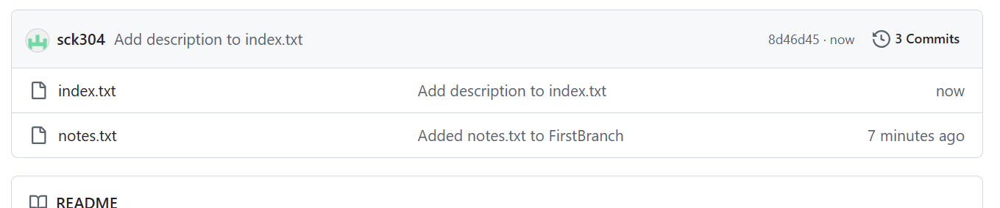 sck304 Add description to index.txt 8d46d45 · now 3 Commits
index.txt Add description to index.txt now
notes.txt Added notes.txt to FirstBranch 7 minutes ago
README